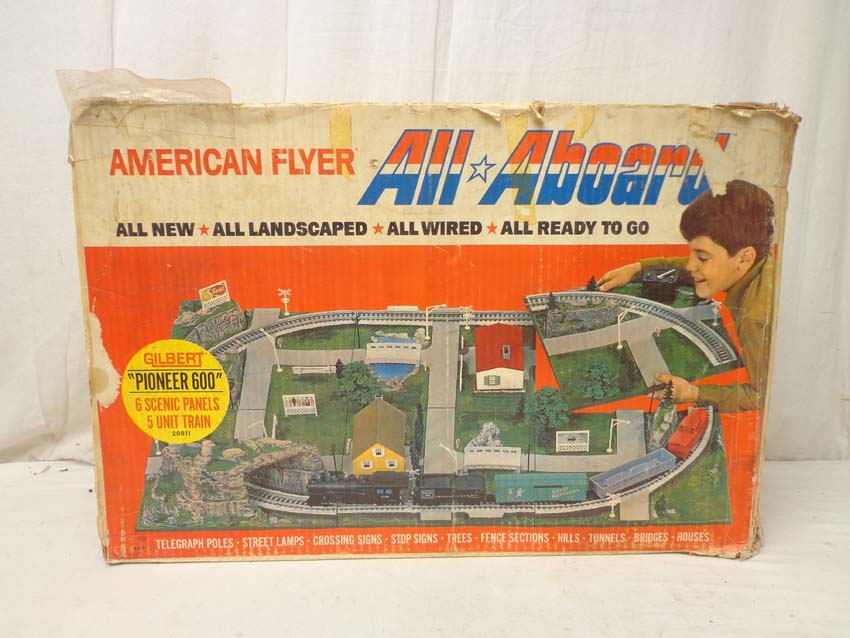 AMERICAN FLYER
All ☆ Aboard
ALL NEW ★ ALL LANDSCAPED ★ ALL WIRED ★ ALL READY TO GO
GILBERT
"PIONEER 600"
6 SCENIC PANELS
5 UNIT TRAIN
20811
TELEGRAPH POLES · STREET LAMPS · CROSSING SIGNS · STOP SIGNS · TREES · FENCE SECTIONS · HILLS · TUNNELS · BRIDGES · HOUSES